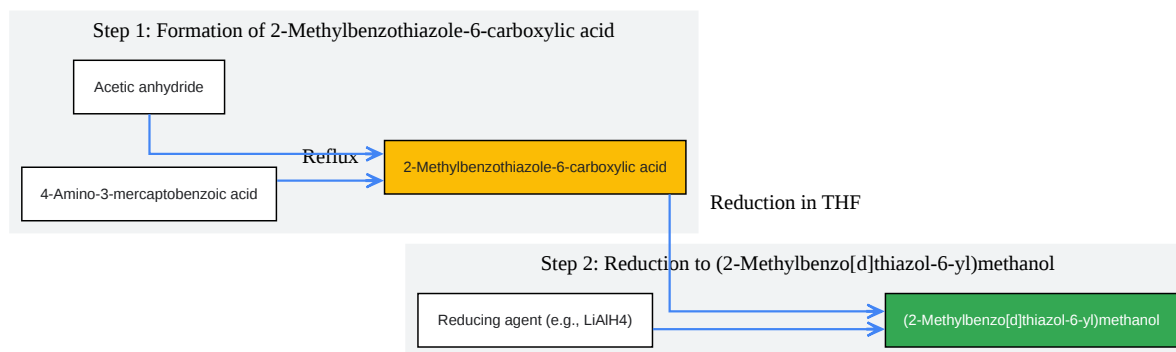 Step 1: Formation of 2-Methylbenzothiazole-6-carboxylic acid
Acetic anhydride
Reflux
2-Methylbenzothiazole-6-carboxylic acid
4-Amino-3-mercaptobenzoic acid
Reduction in THF
Step 2: Reduction to (2-Methylbenzo[d]thiazol-6-yl)methanol
Reducing agent (e.g., LiAlH4)
(2-Methylbenzo[d]thiazol-6-yl)methanol